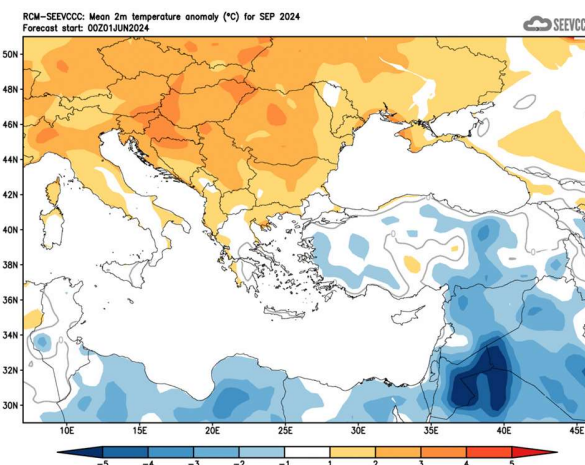 RCM-SEEVCCC: Mean 2m temperature anomaly (°C) for SEP 2024
Forecast start: 00Z01JUN2024
SEEVCCC
50N
48N
46N
44N
42N
40N
38N
36N
34N
32N
30N
10E 15E 20E 25E 30E 35E 40E 45E
-5 -4 -3 -2 -1 1 2 3 4 5